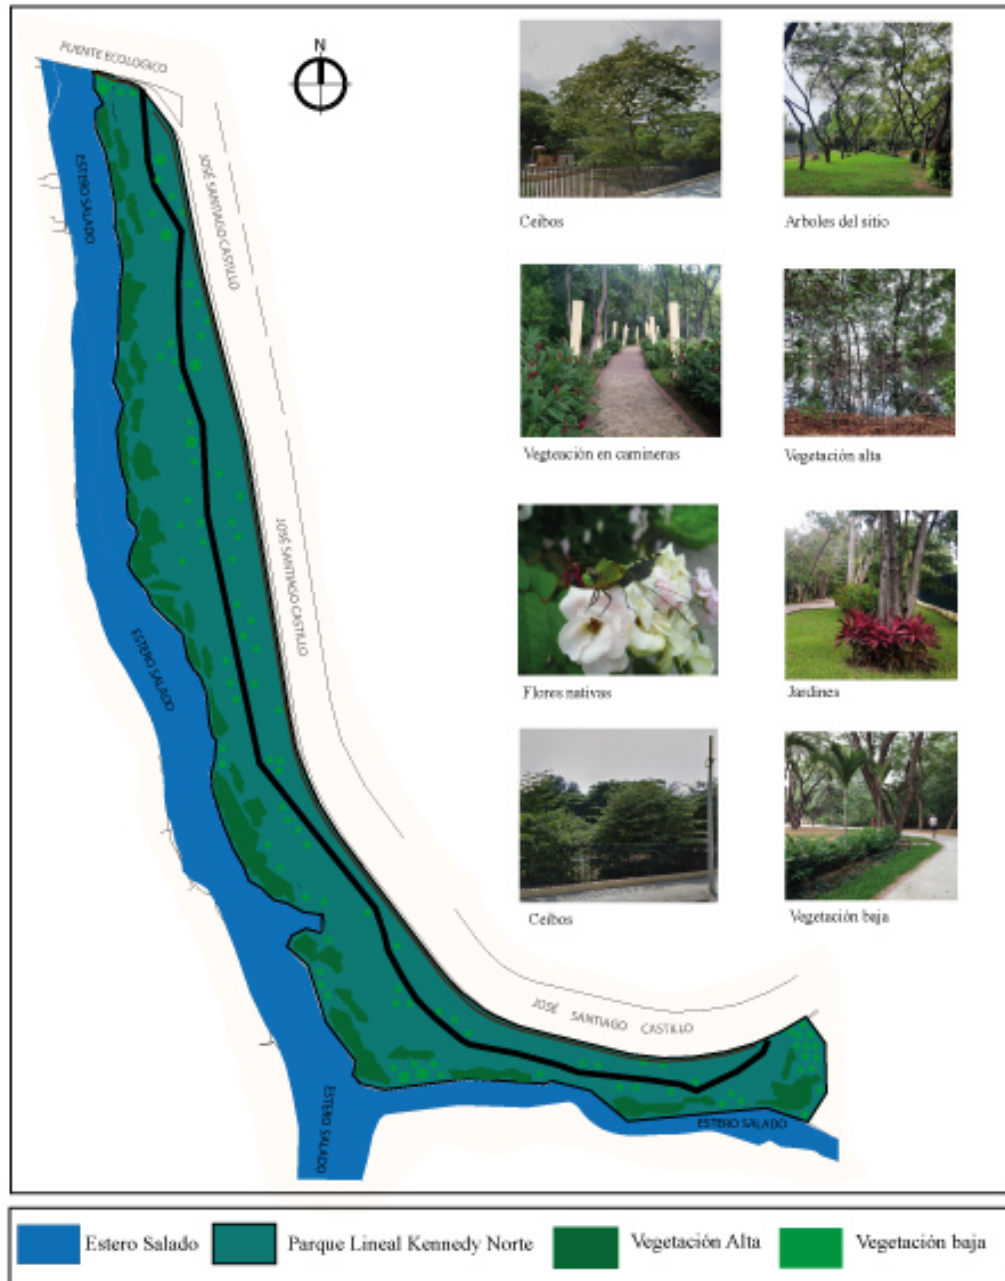 PUENTE ECOLOGICO
N
ESTERO SALADO
JOSÉ SANTIAGO CASTILLO
Ceibos
Arboles del sitio
Vegteación en camineras
Vegetación alta
JOSÉ SANTIAGO CASTILLO
Flores nativas
Jardines
ESTERO SALADO
Ceibos
Vegetación baja
JOSÉ SANTIAGO CASTILLO
ESTERO SALADO
ESTERO SALADO
Estero Salado
Parque Lineal Kennedy Norte
Vegetación Alta
Vegetación baja